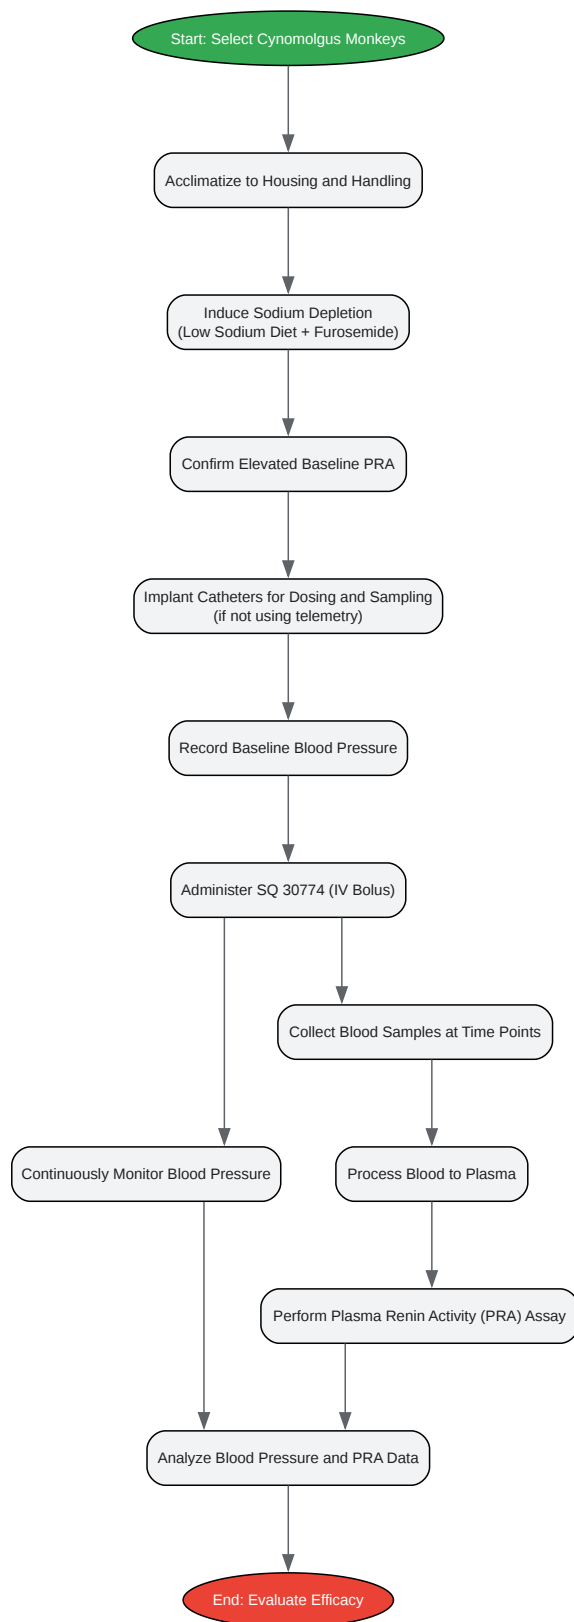 Start: Select Cynomolgus Monkeys
Acclimatize to Housing and Handling
Induce Sodium Depletion
(Low Sodium Diet + Furosemide)
Confirm Elevated Baseline PRA
Implant Catheters for Dosing and Sampling
(if not using telemetry)
Record Baseline Blood Pressure
Administer SQ 30774 (IV Bolus)
Collect Blood Samples at Time Points
Continuously Monitor Blood Pressure
Process Blood to Plasma
Perform Plasma Renin Activity (PRA) Assay
Analyze Blood Pressure and PRA Data
End: Evaluate Efficacy